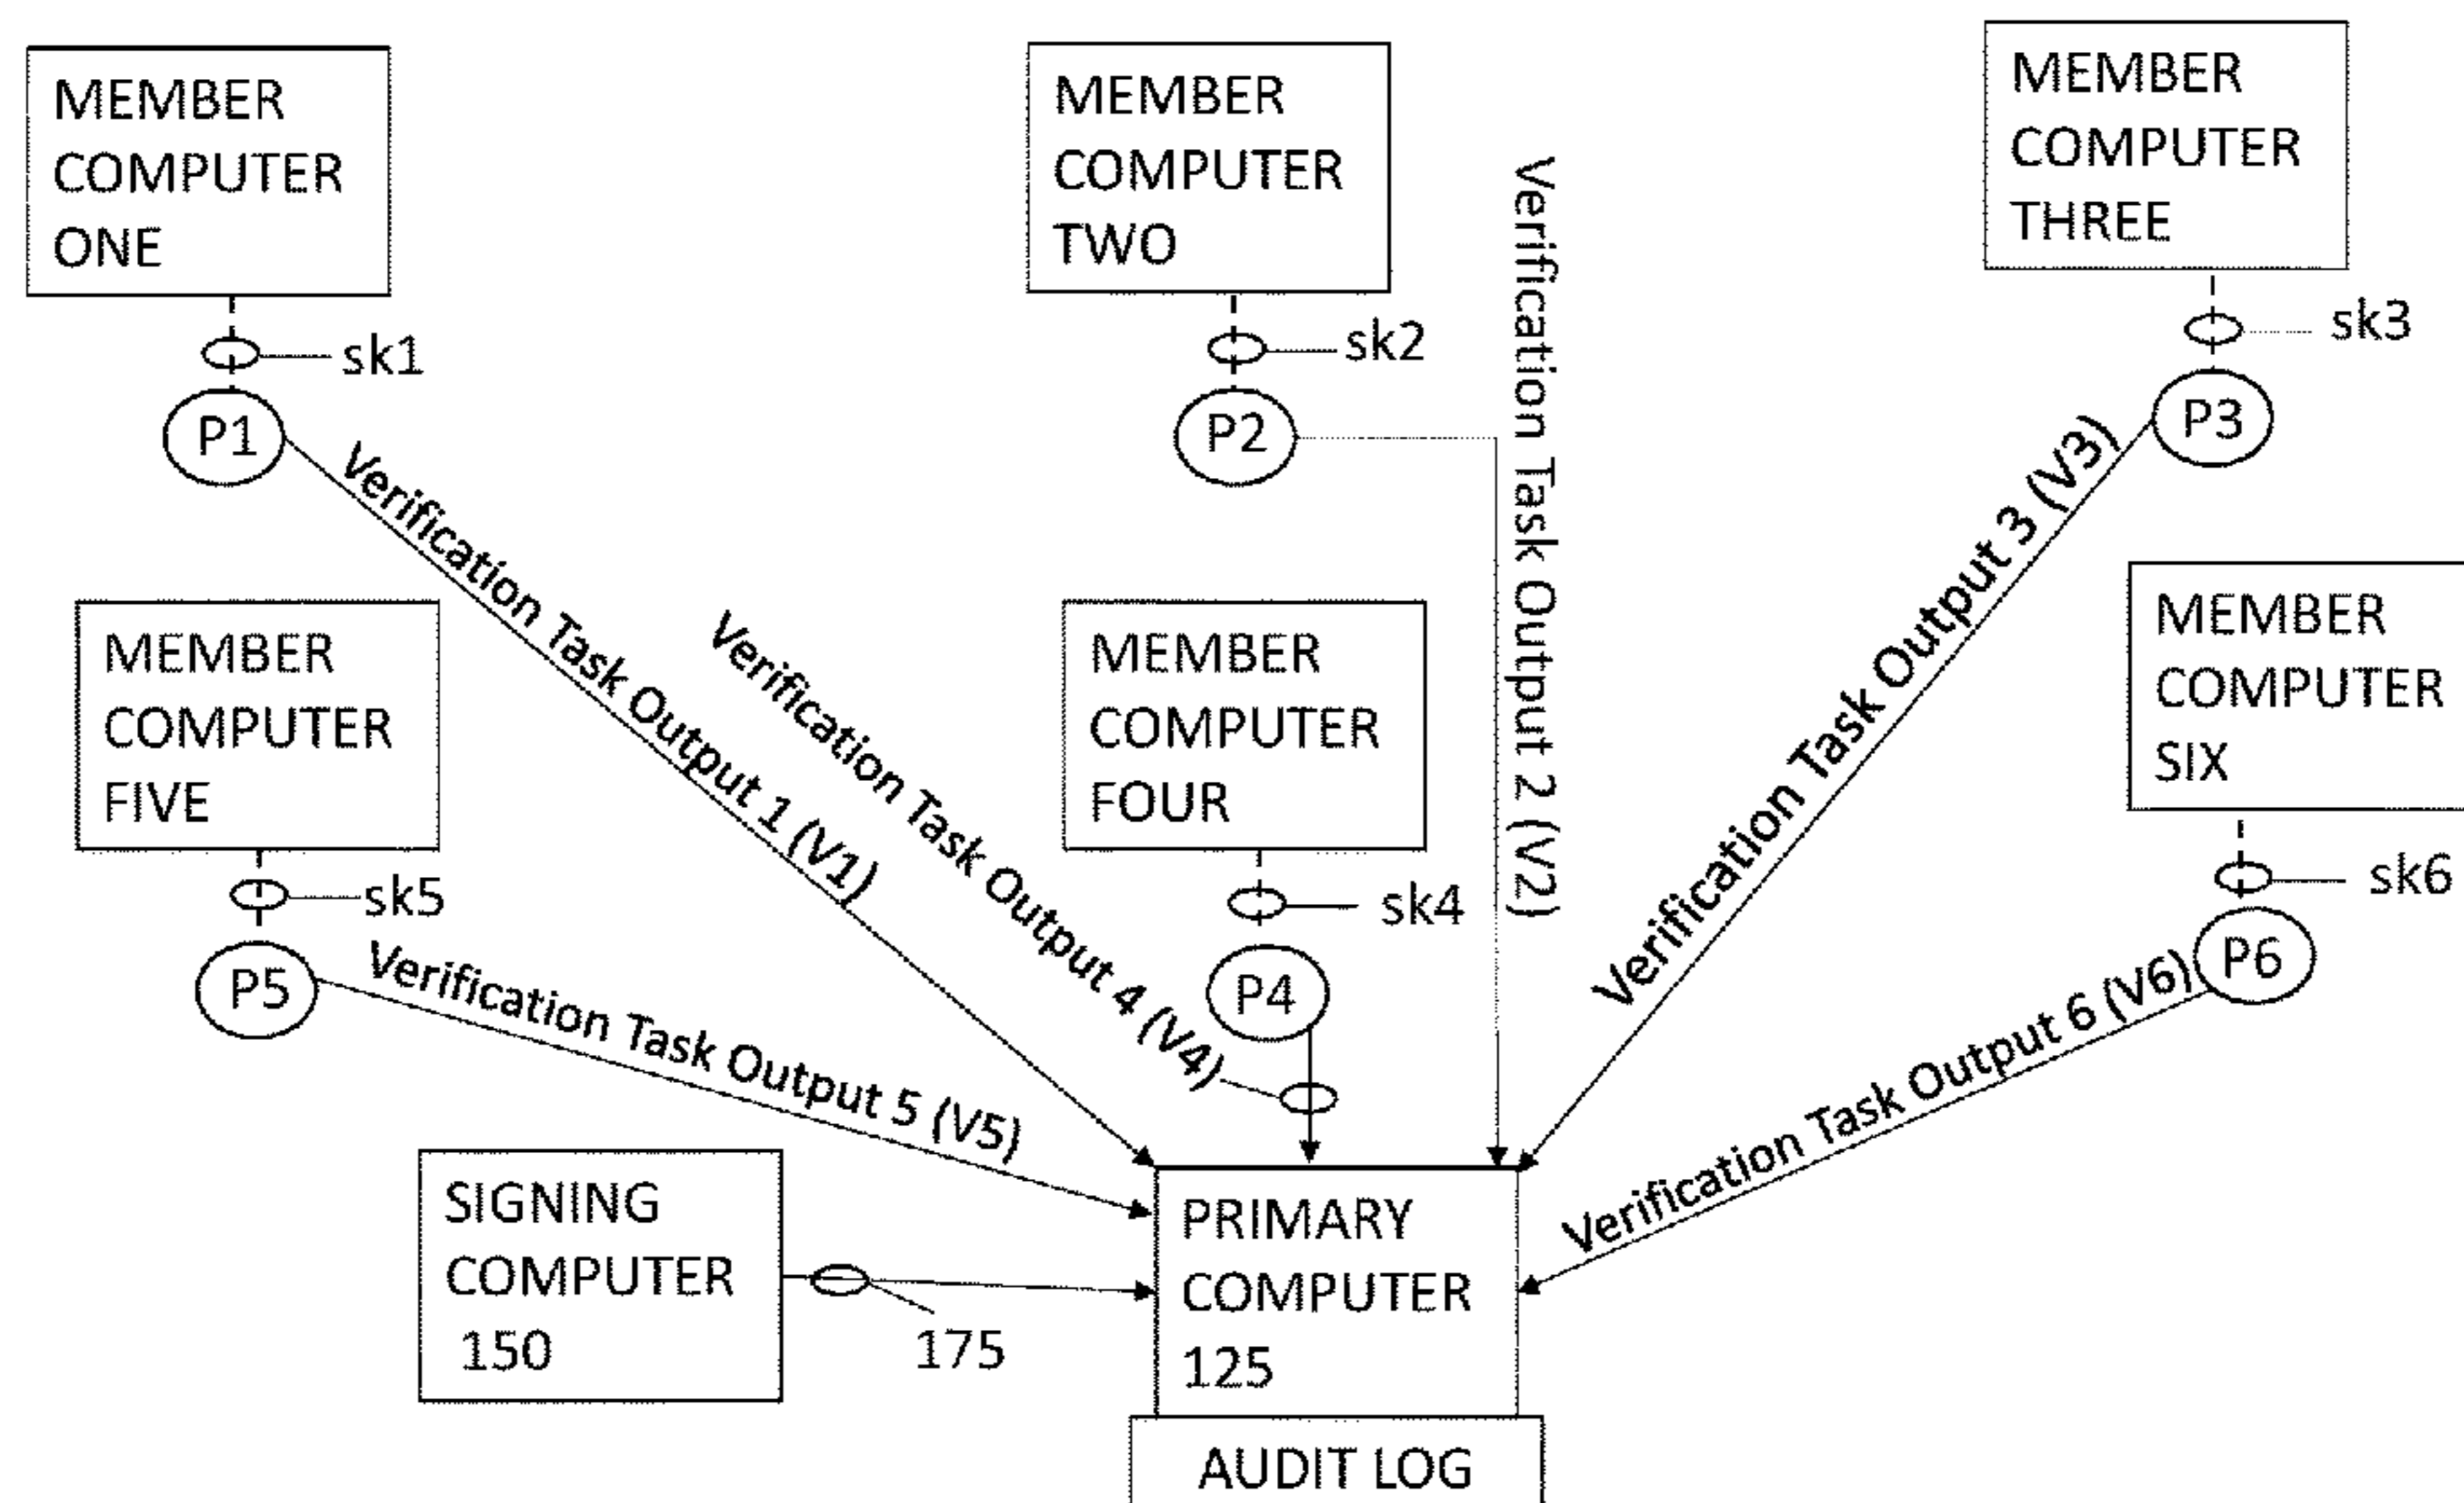 MEMBER
COMPUTER
ONE
MEMBER
COMPUTER
TWO
MEMBER
COMPUTER
THREE
sk1
sk2
sk3
P1
P2
P3
Verification Task Output 1 (V1)
Verification Task Output 2 (V2)
Verification Task Output 3 (V3)
MEMBER
COMPUTER
FIVE
MEMBER
COMPUTER
FOUR
MEMBER
COMPUTER
SIX
sk5
sk4
sk6
P5
P4
P6
Verification Task Output 5 (V5)
Verification Task Output 4 (V4)
Verification Task Output 6 (V6)
SIGNING
COMPUTER
150
175
PRIMARY
COMPUTER
125
AUDIT LOG